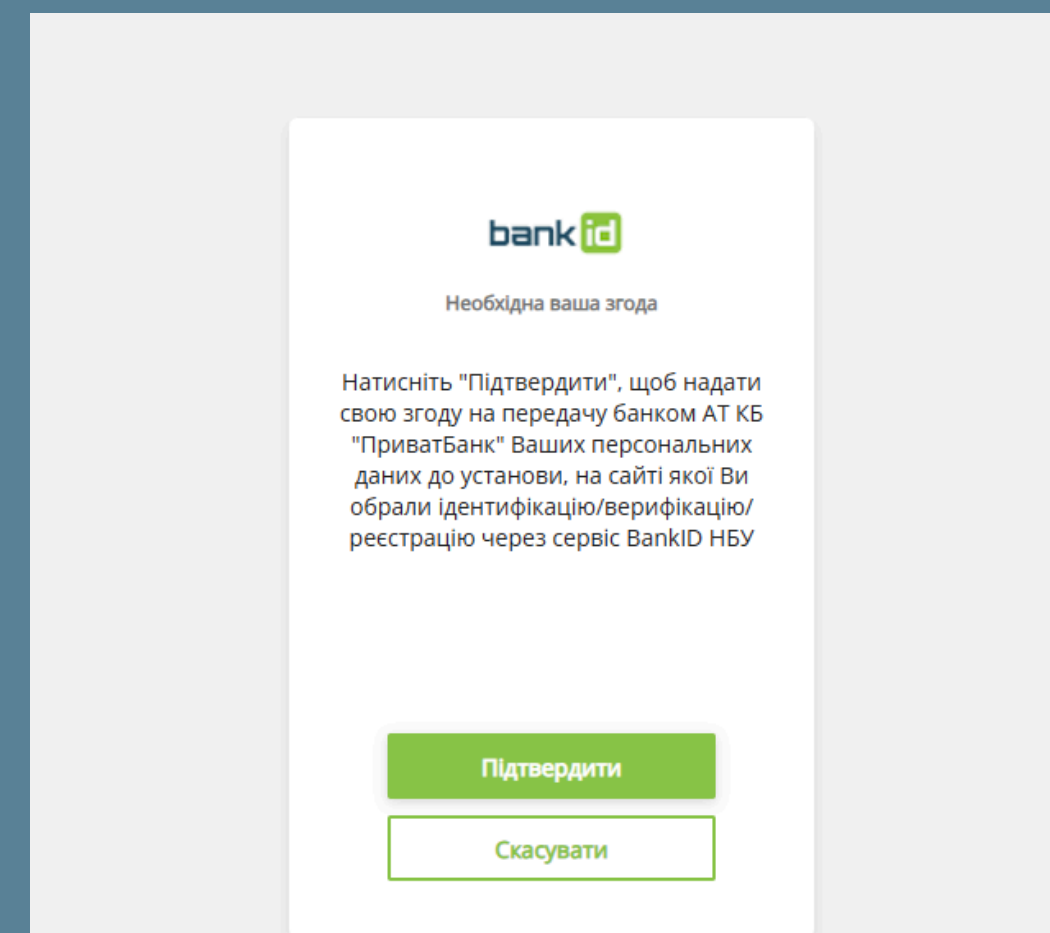 bank id
Необхідна ваша згода
Натисніть "Підтвердити", щоб надати
свою згоду на передачу банком АТ КБ
"ПриватБанк" Ваших персональних
даних до установи, на сайті якої Ви
обрали ідентифікацію/верифікацію/
реєстрацію через сервіс BankID НБУ
Підтвердити
Скасувати